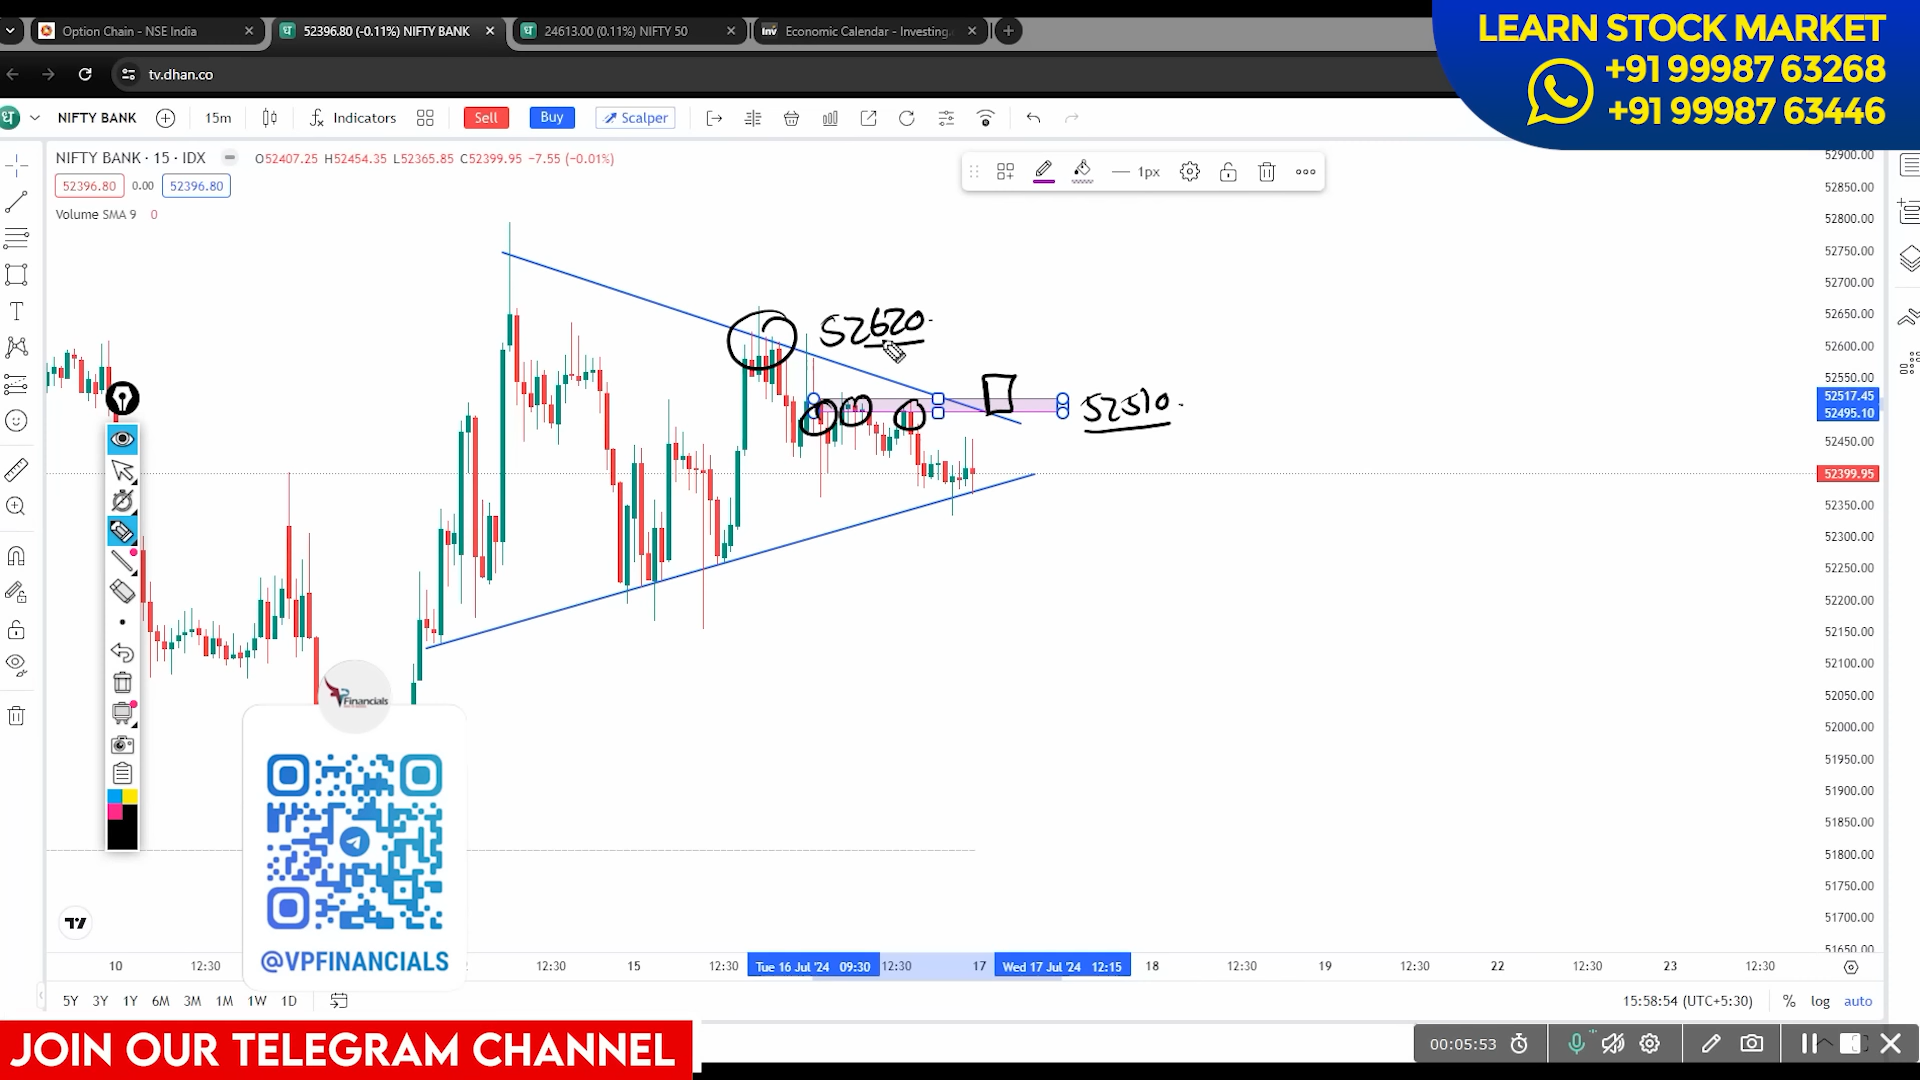 Option Chain - NSE India
52396.80 (-0.11%) NIFTY BANK
24613.00 (0.11%) NIFTY 50
Economic Calendar - Investing.
LEARN STOCK MARKET
+91 99987 63268
+91 99987 63446
tv.dhan.co
NIFTY BANK
15m
Indicators
Sell
Buy
Scalper
NIFTY BANK · 15 · IDX
O52407.25 H52454.35 L52365.85 C52399.95 −7.55 (−0.01%)
52396.80
0.00
52396.80
Volume SMA 9 0
1px
52620
52510
52900.00
52850.00
52800.00
52750.00
52700.00
52650.00
52600.00
52550.00
52517.45
52495.10
52450.00
52399.95
52350.00
52300.00
52250.00
52200.00
52150.00
52100.00
52050.00
52000.00
51950.00
51900.00
51850.00
51800.00
51750.00
51700.00
51650.00
Financials
@VPFINANCIALS
10
12:30
12:30
15
12:30
Tue 16 Jul '24 09:30
12:30
17
Wed 17 Jul '24 12:15
18
12:30
19
12:30
22
12:30
23
12:30
5Y 3Y 1Y 6M 3M 1M 1W 1D
15:58:54 (UTC+5:30)
% log auto
JOIN OUR TELEGRAM CHANNEL
00:05:53